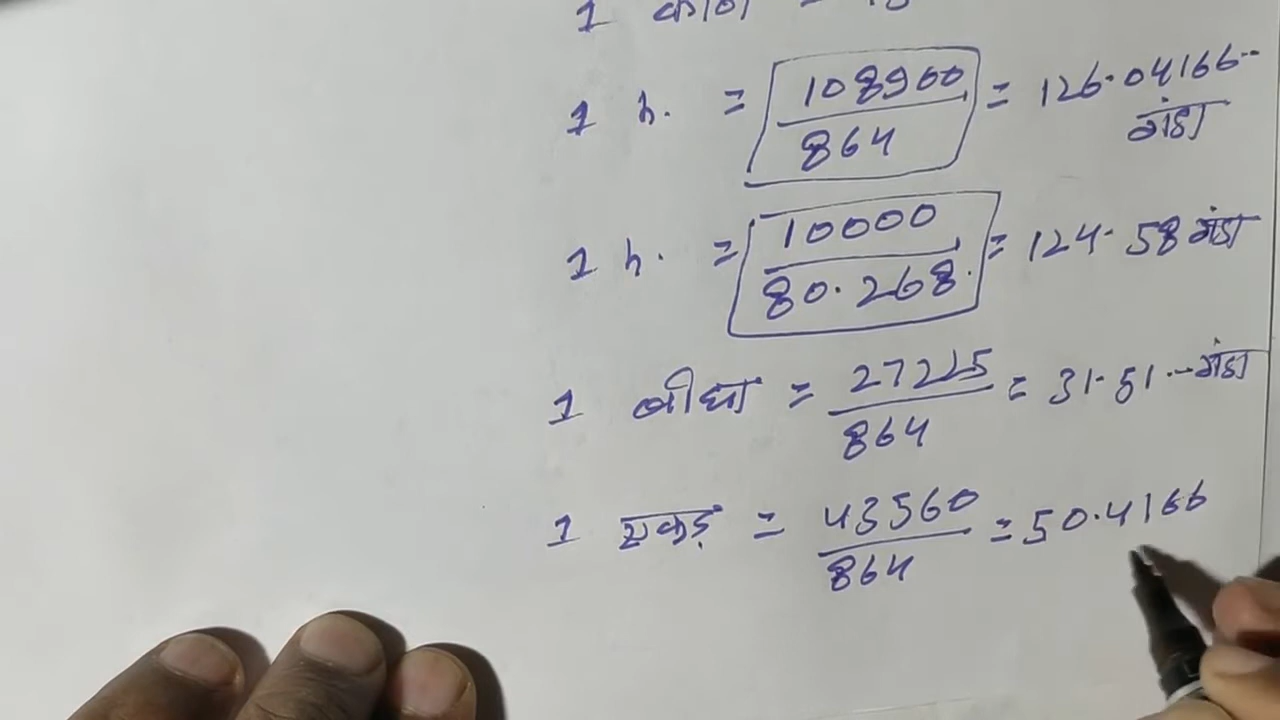 1
1 h. = 108900/864 = 126.04166.. गंडा
1 h. = 10000/80.268. = 124.58 गंडा
1 बीघा = 27225/864 = 31.51... गंडा
1 एकड़ = 43560/864 = 50.4166